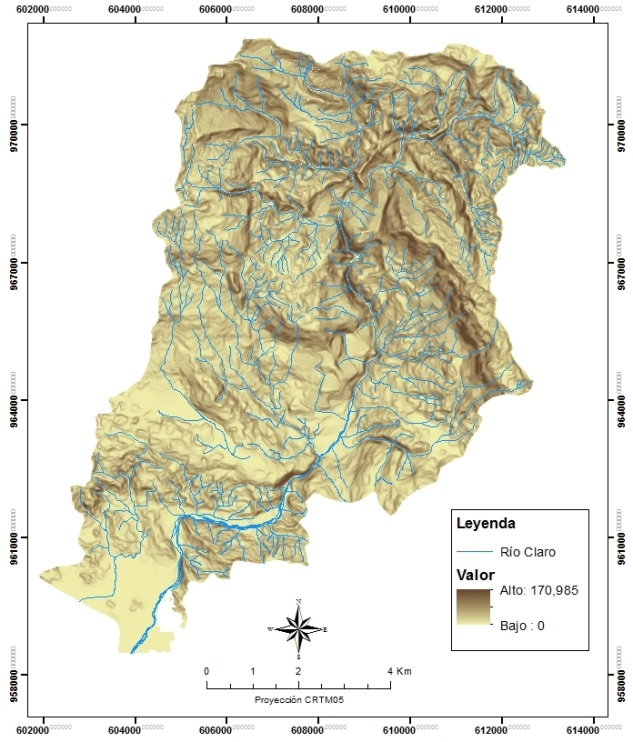 602000 604000 606000 608000 610000 612000 614000
970000 970000
967000 967000
964000 964000
Leyenda
Río Claro
961000 961000
Valor
Alto: 170,985
Bajo : 0
N
W E
S
0 1 2 4 Km
Proyección CRTM05
958000 958000
602000 604000 606000 608000 610000 612000 614000